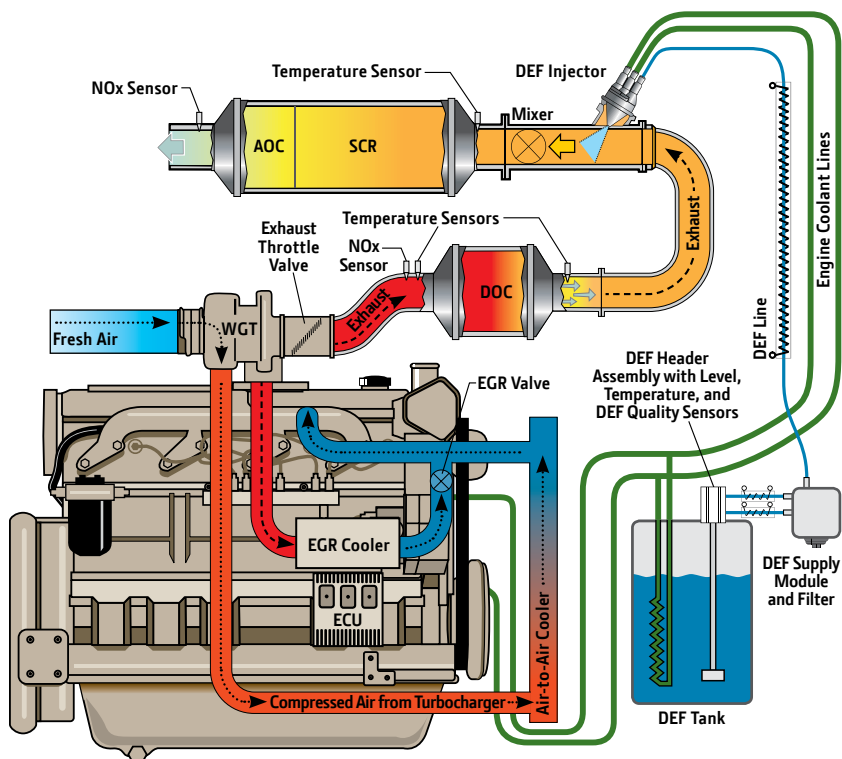 NOx Sensor
Temperature Sensor
DEF Injector
Mixer
AOC
SCR
Exhaust
Throttle
Valve
Temperature Sensors
NOx
Sensor
DOC
Exhaust
Exhaust
Engine Coolant Lines
DEF Line
Fresh Air
WGT
EGR Valve
DEF Header
Assembly with Level,
Temperature, and
DEF Quality Sensors
EGR Cooler
ECU
Air-to-Air Cooler
Compressed Air from Turbocharger
DEF Supply
Module
and Filter
DEF Tank